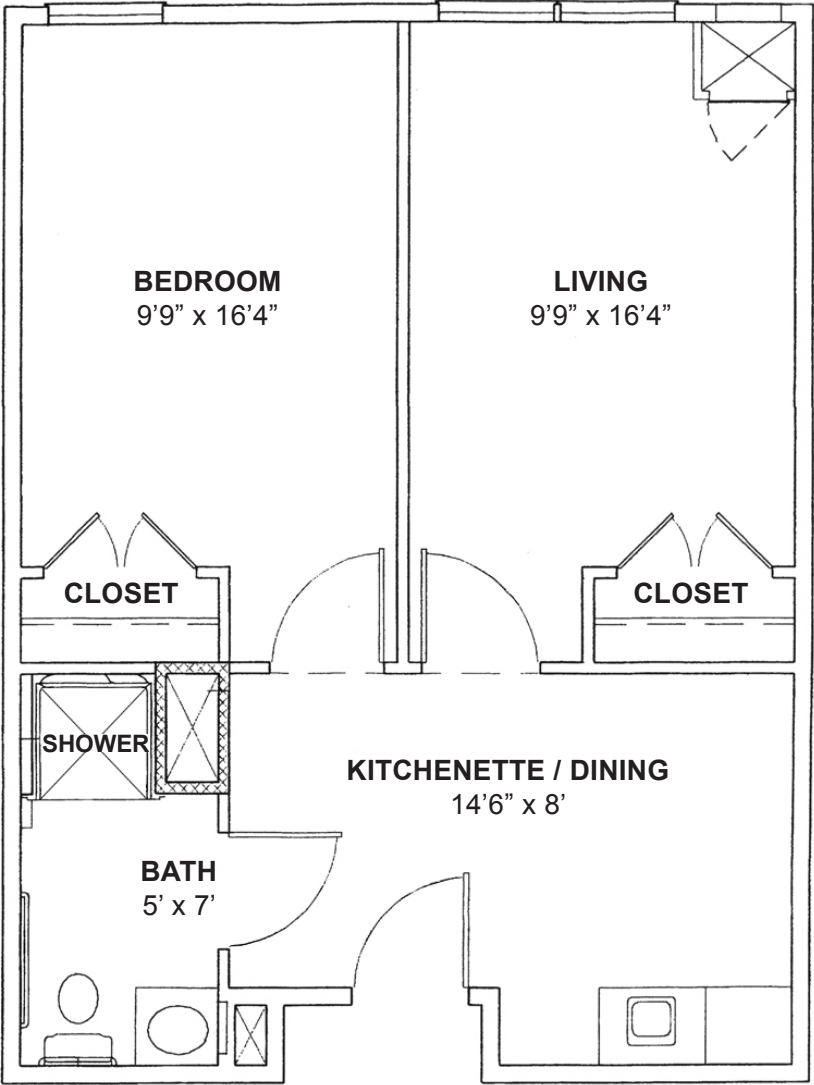 BEDROOM
9’9” x 16’4”
LIVING
9’9” x 16’4”
CLOSET
CLOSET
SHOWER
KITCHENETTE / DINING
14’6” x 8’
BATH
5’ x 7’